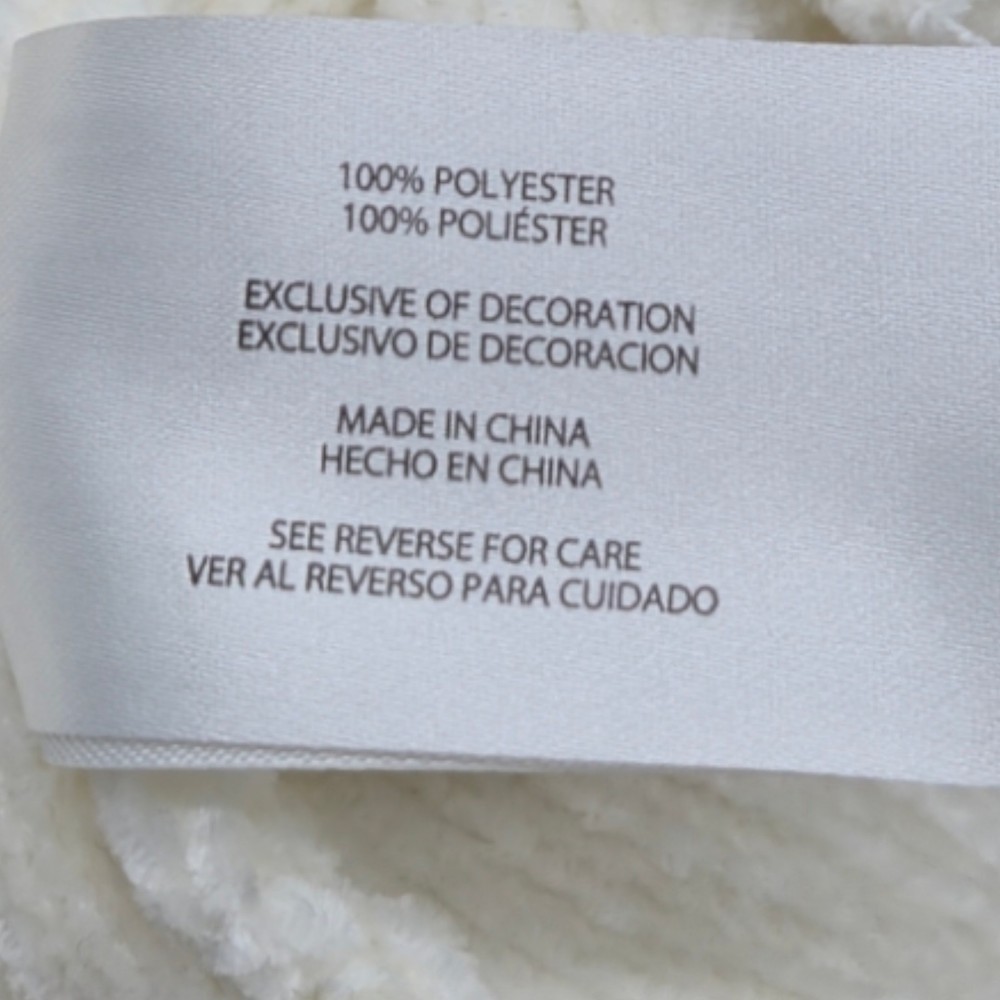 100% POLYESTER
100% POLIÉSTER
EXCLUSIVE OF DECORATION
EXCLUSIVO DE DECORACION
MADE IN CHINA
HECHO EN CHINA
SEE REVERSE FOR CARE
VER AL REVERSO PARA CUIDADO